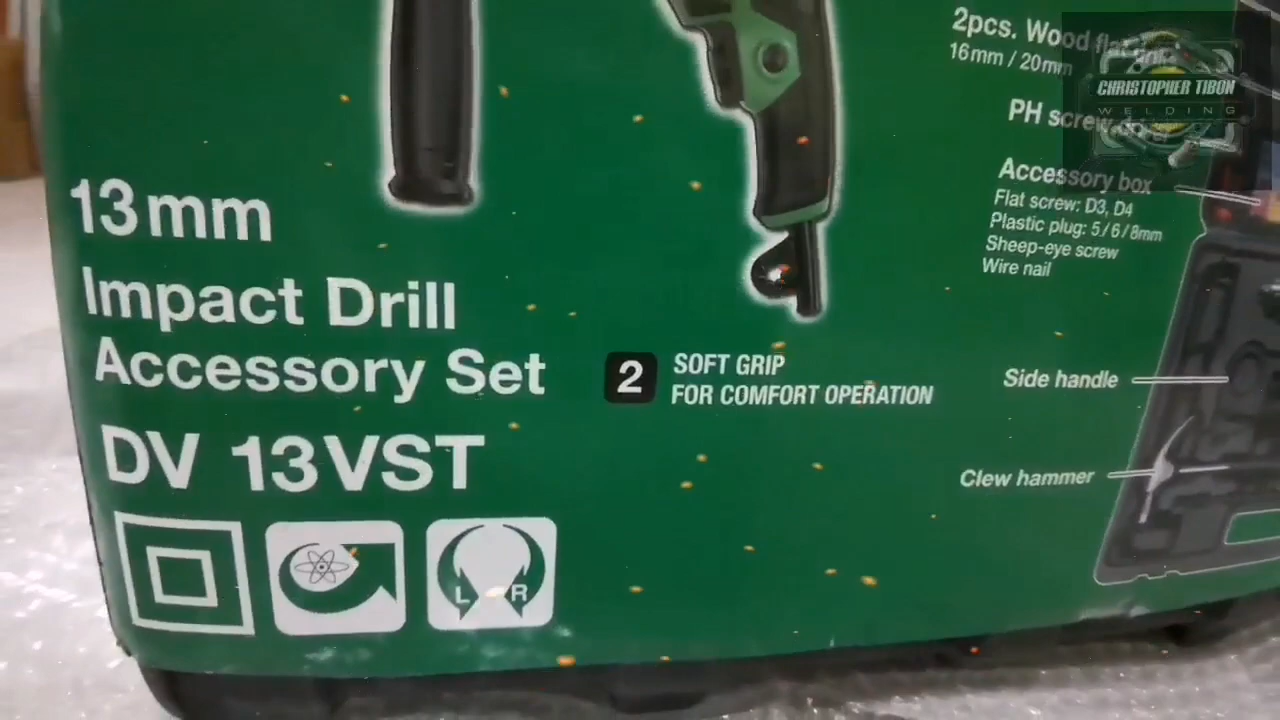 13mm
Impact Drill
Accessory Set
DV 13VST
L R
2 SOFT GRIP
FOR COMFORT OPERATION
2pcs. Wood flat
16mm / 20mm
PH screw
Accessory box
Flat screw: D3, D4
Plastic plug: 5/6/8mm
Sheep-eye screw
Wire nail
Side handle
Clew hammer
CHRISTOPHER TIBON
WELDING